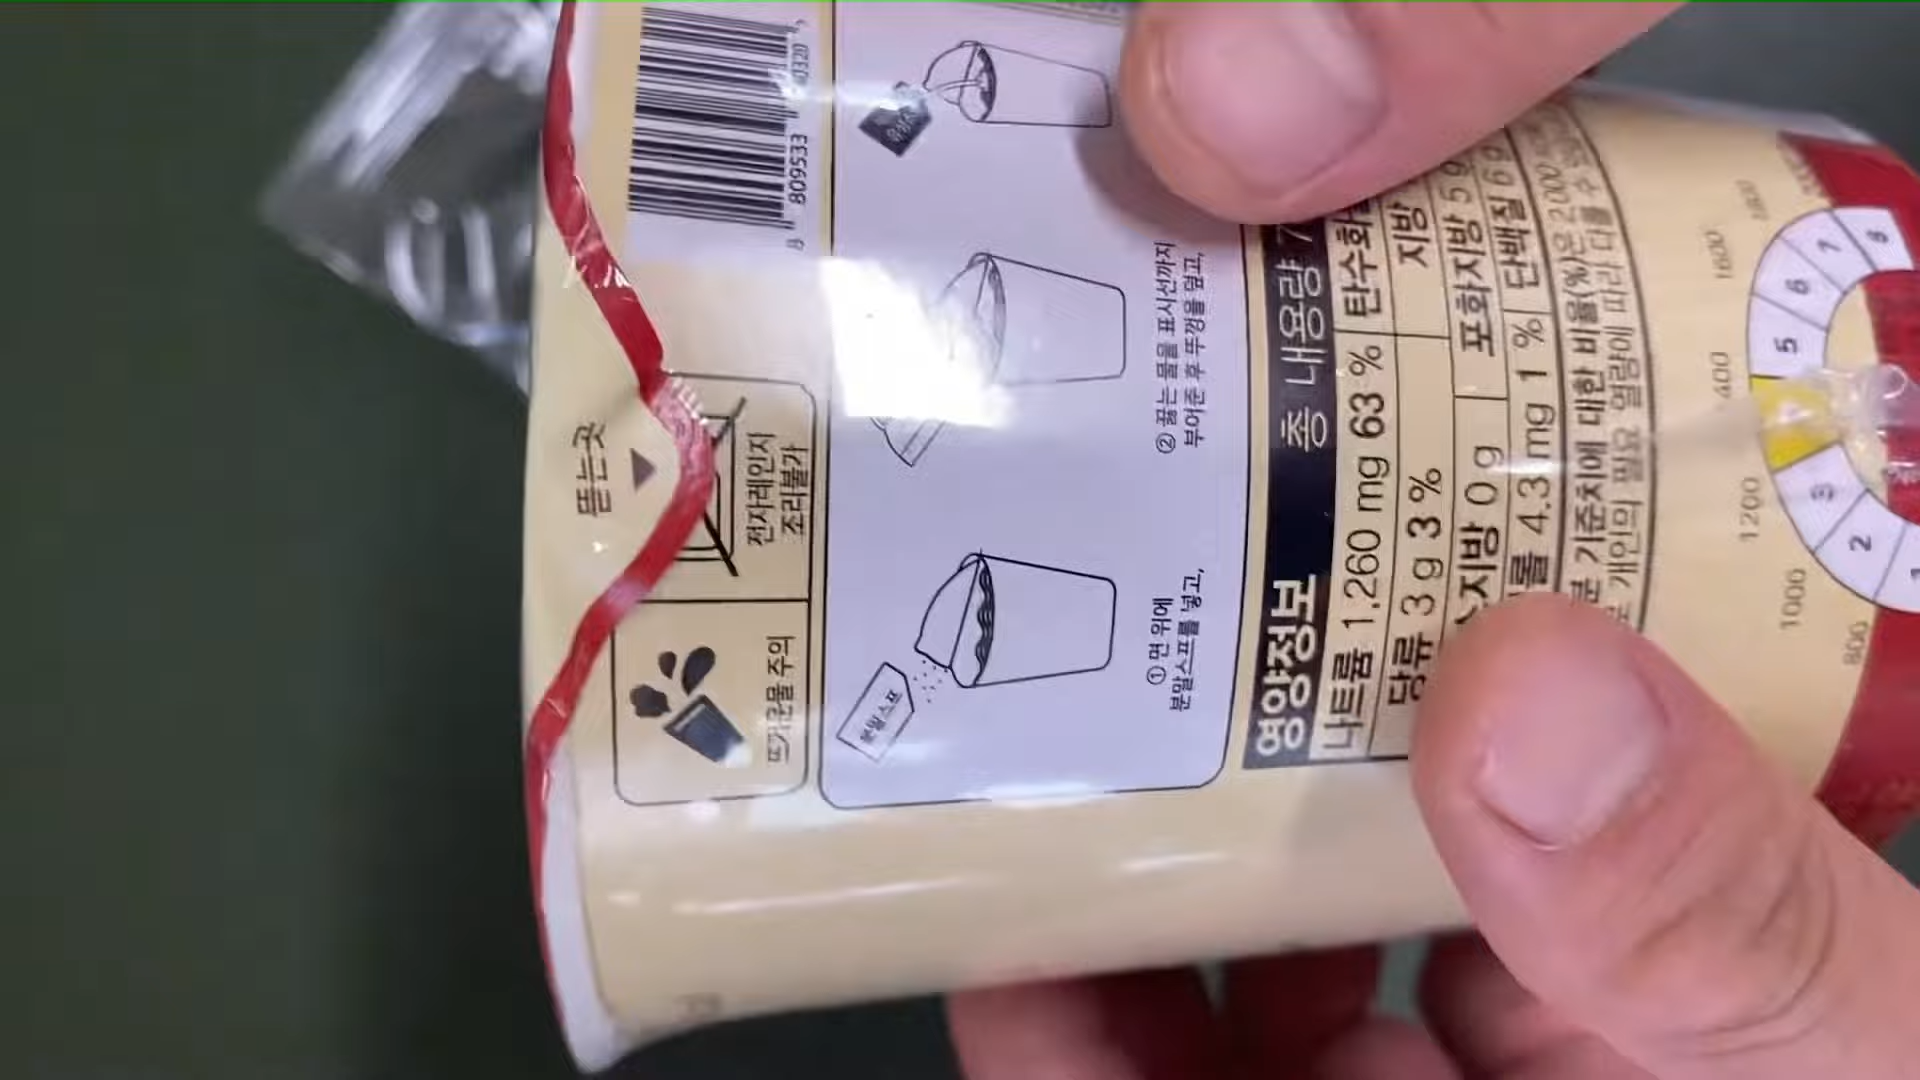 뜯는곳
전자레인지
조리불가
뜨거운물 주의
809533
분말스프
① 면 위에
분말스프를 넣고,
② 끓는 물을 표시선까지
부어준 후 뚜껑을 덮고,
영양정보 총 내용량
나트륨 1,260 mg 63 % 탄수화
당류 3 g 3 % 지방
지방 0 g 포화지방 5 g
4.3 mg 1 % 단백질 6 g
기준치에 대한 비율(%)은 2,000
개인의 필요 열량에 따라 다를 수
800
1000
1200
1600
1
2
3
5
6
7
8